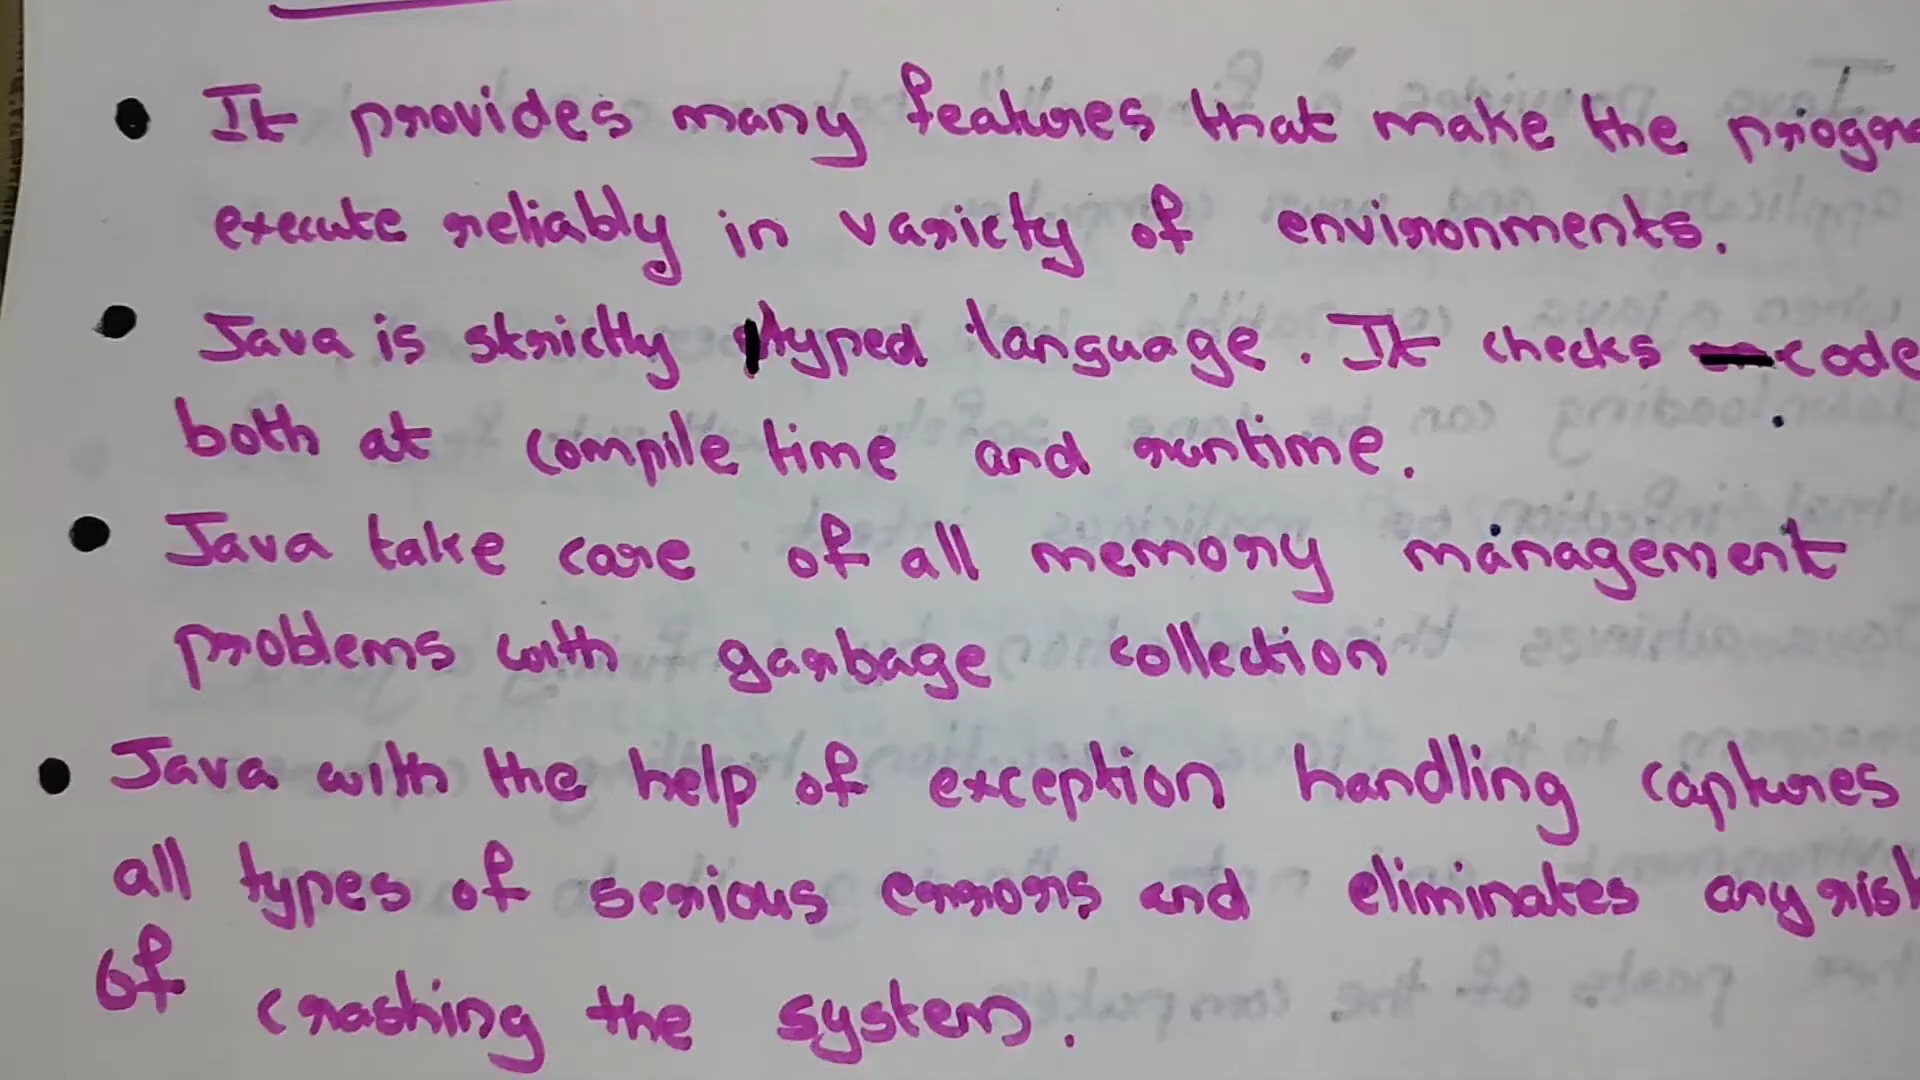 • It provides many features that make the progra
execute reliably in variety of environments.
• Java is strictly typed language. It checks code
both at compile time and runtime.
• Java take care of all memory management
problems with garbage collection
• Java with the help of exception handling captures
all types of serious errors and eliminates any risk
of crashing the system.